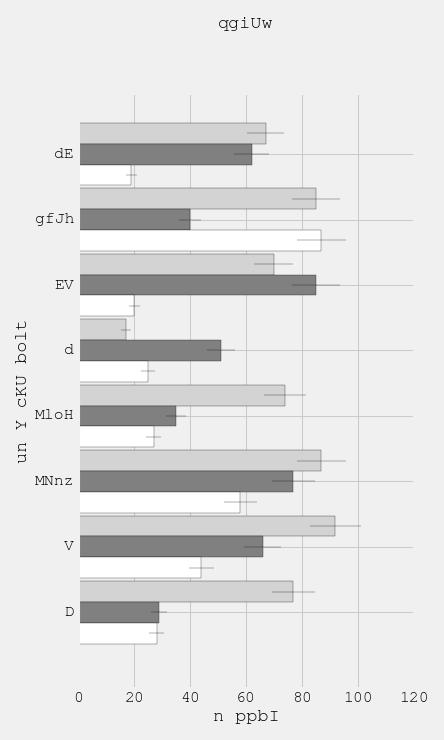 qgiUw
dE
gfJh
EV
d
MloH
MNnz
V
D
un Y cKU bolt
0 20 40 60 80 100 120
n ppbI